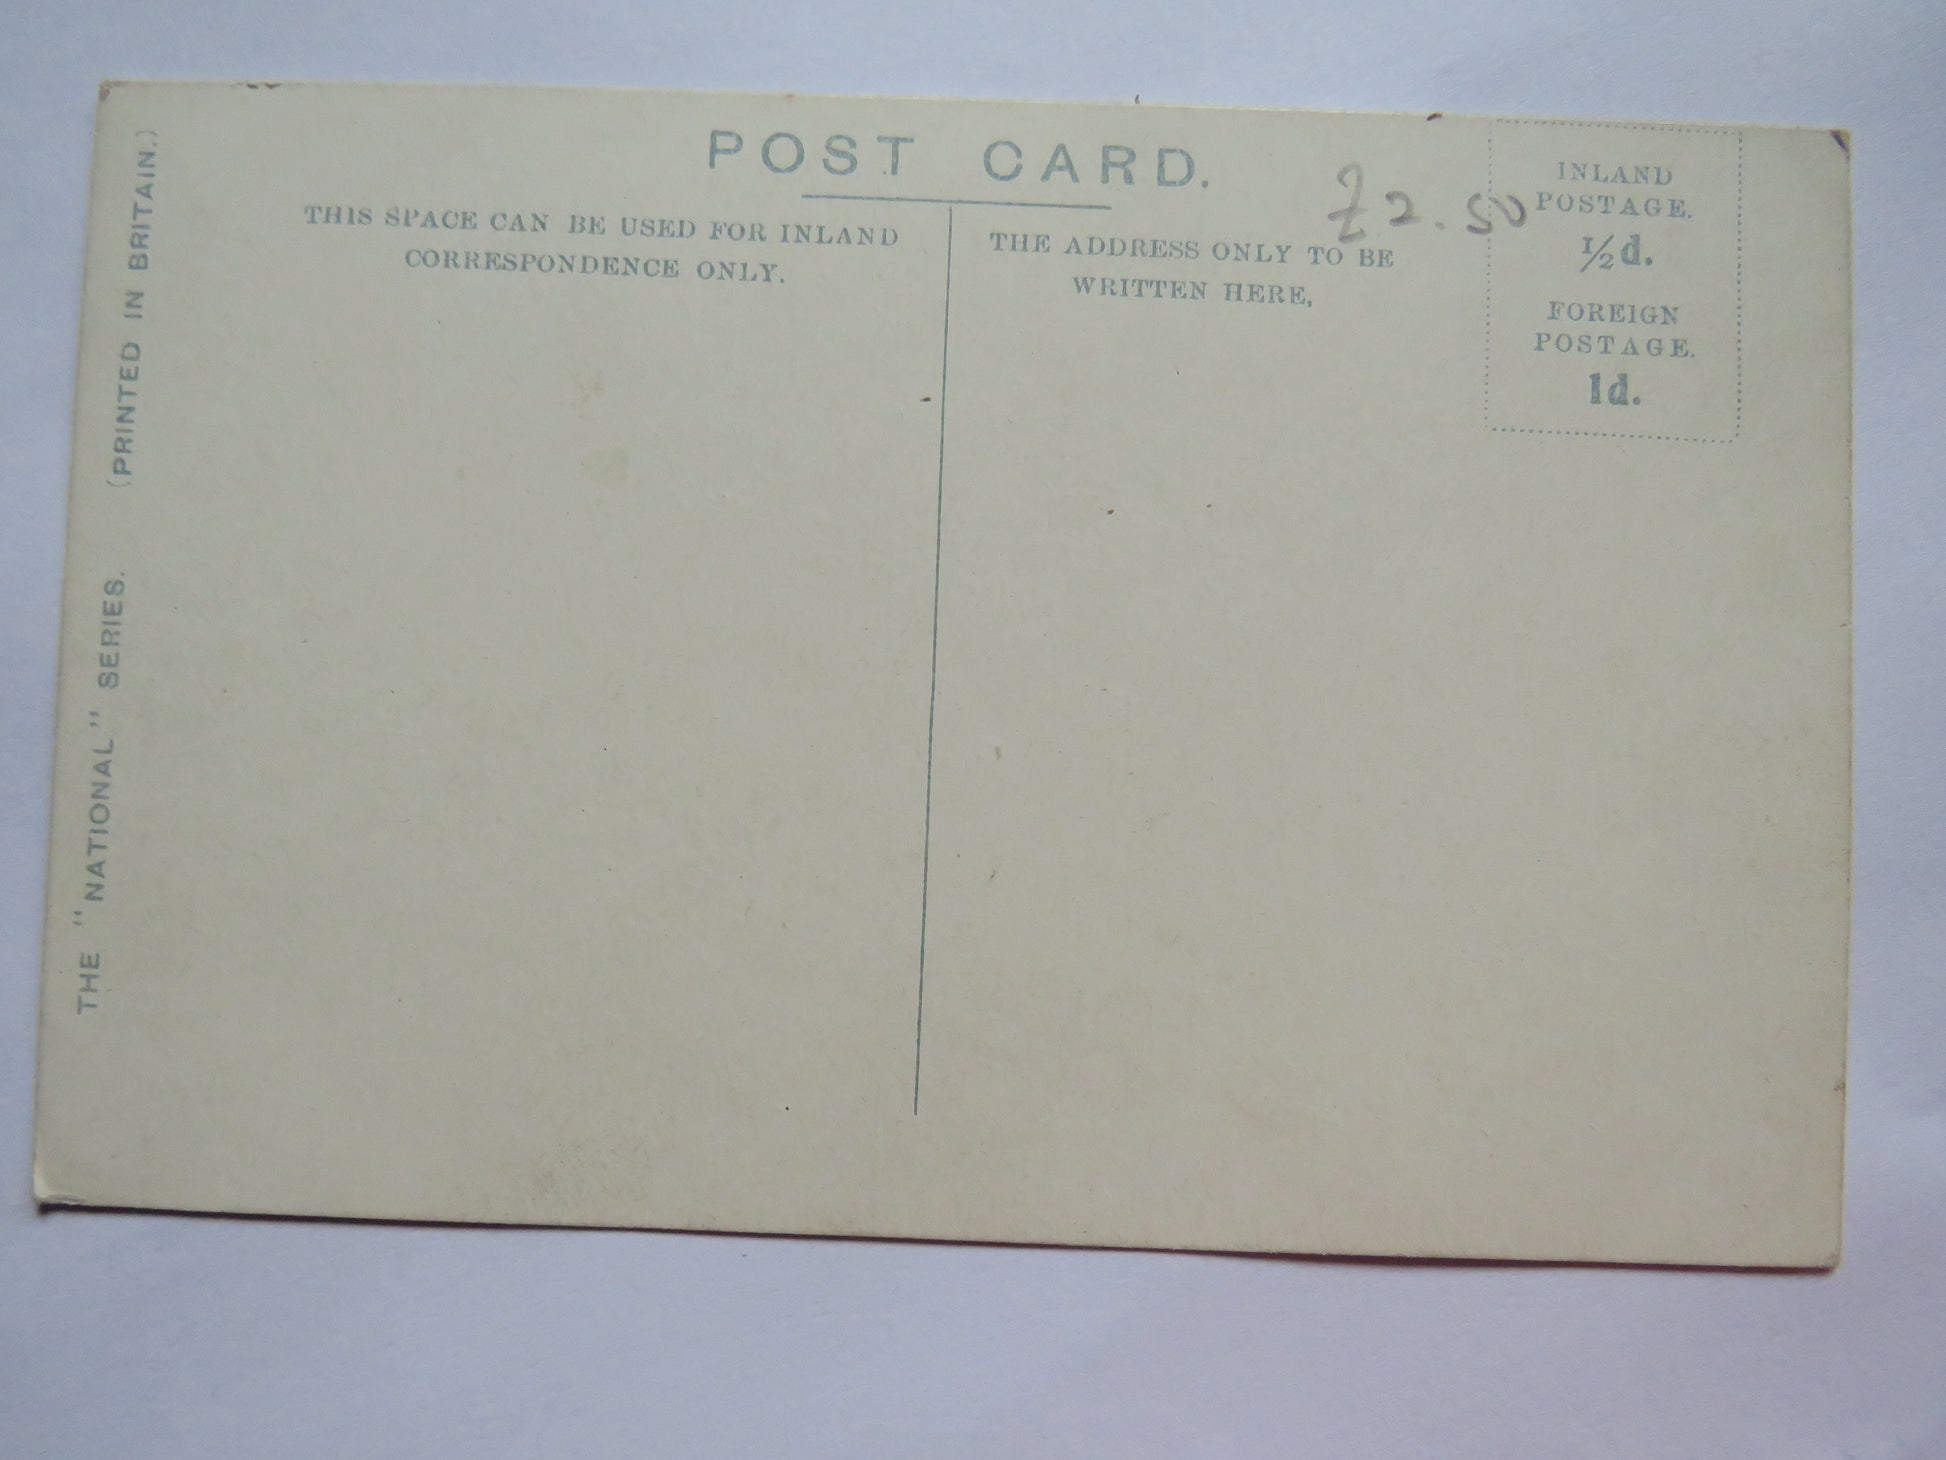 POST CARD.
THIS SPACE CAN BE USED FOR INLAND
CORRESPONDENCE ONLY.
THE ADDRESS ONLY TO BE
WRITTEN HERE,
£2.50
INLAND
POSTAGE.
½d.
FOREIGN
POSTAGE.
1d.
THE "NATIONAL" SERIES. (PRINTED IN BRITAIN.)